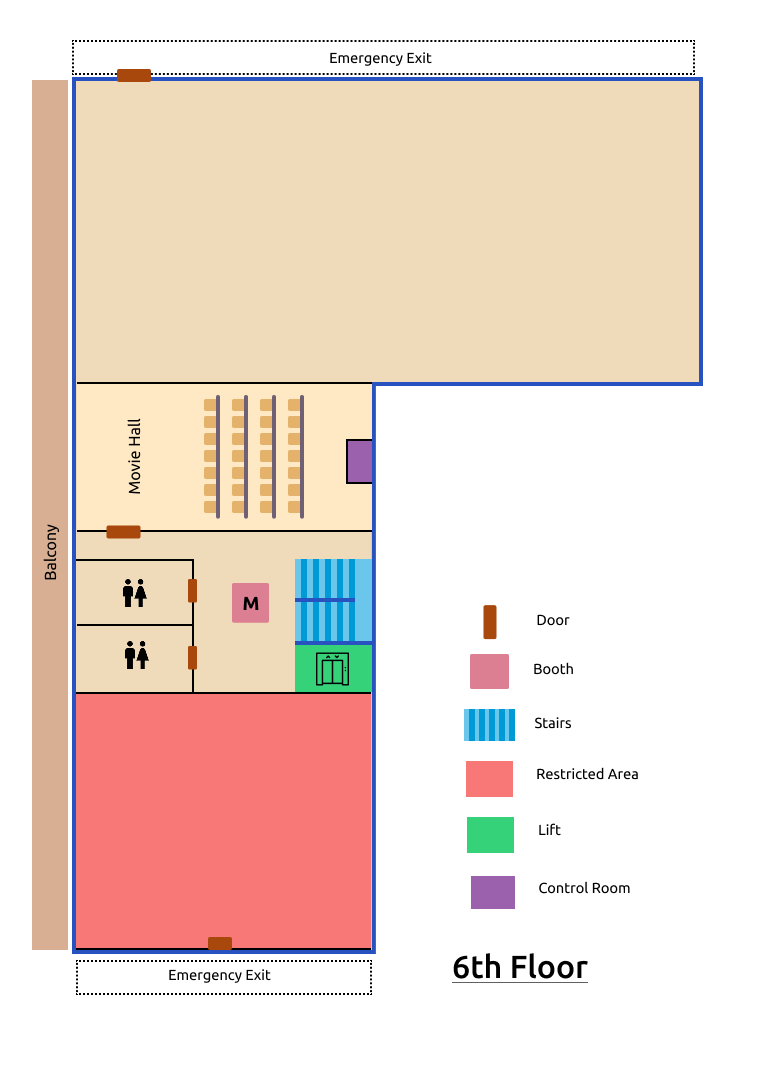 Emergency Exit
Movie Hall
Balcony
M
Door
Booth
Stairs
Restricted Area
Lift
Control Room
6th Floor
Emergency Exit